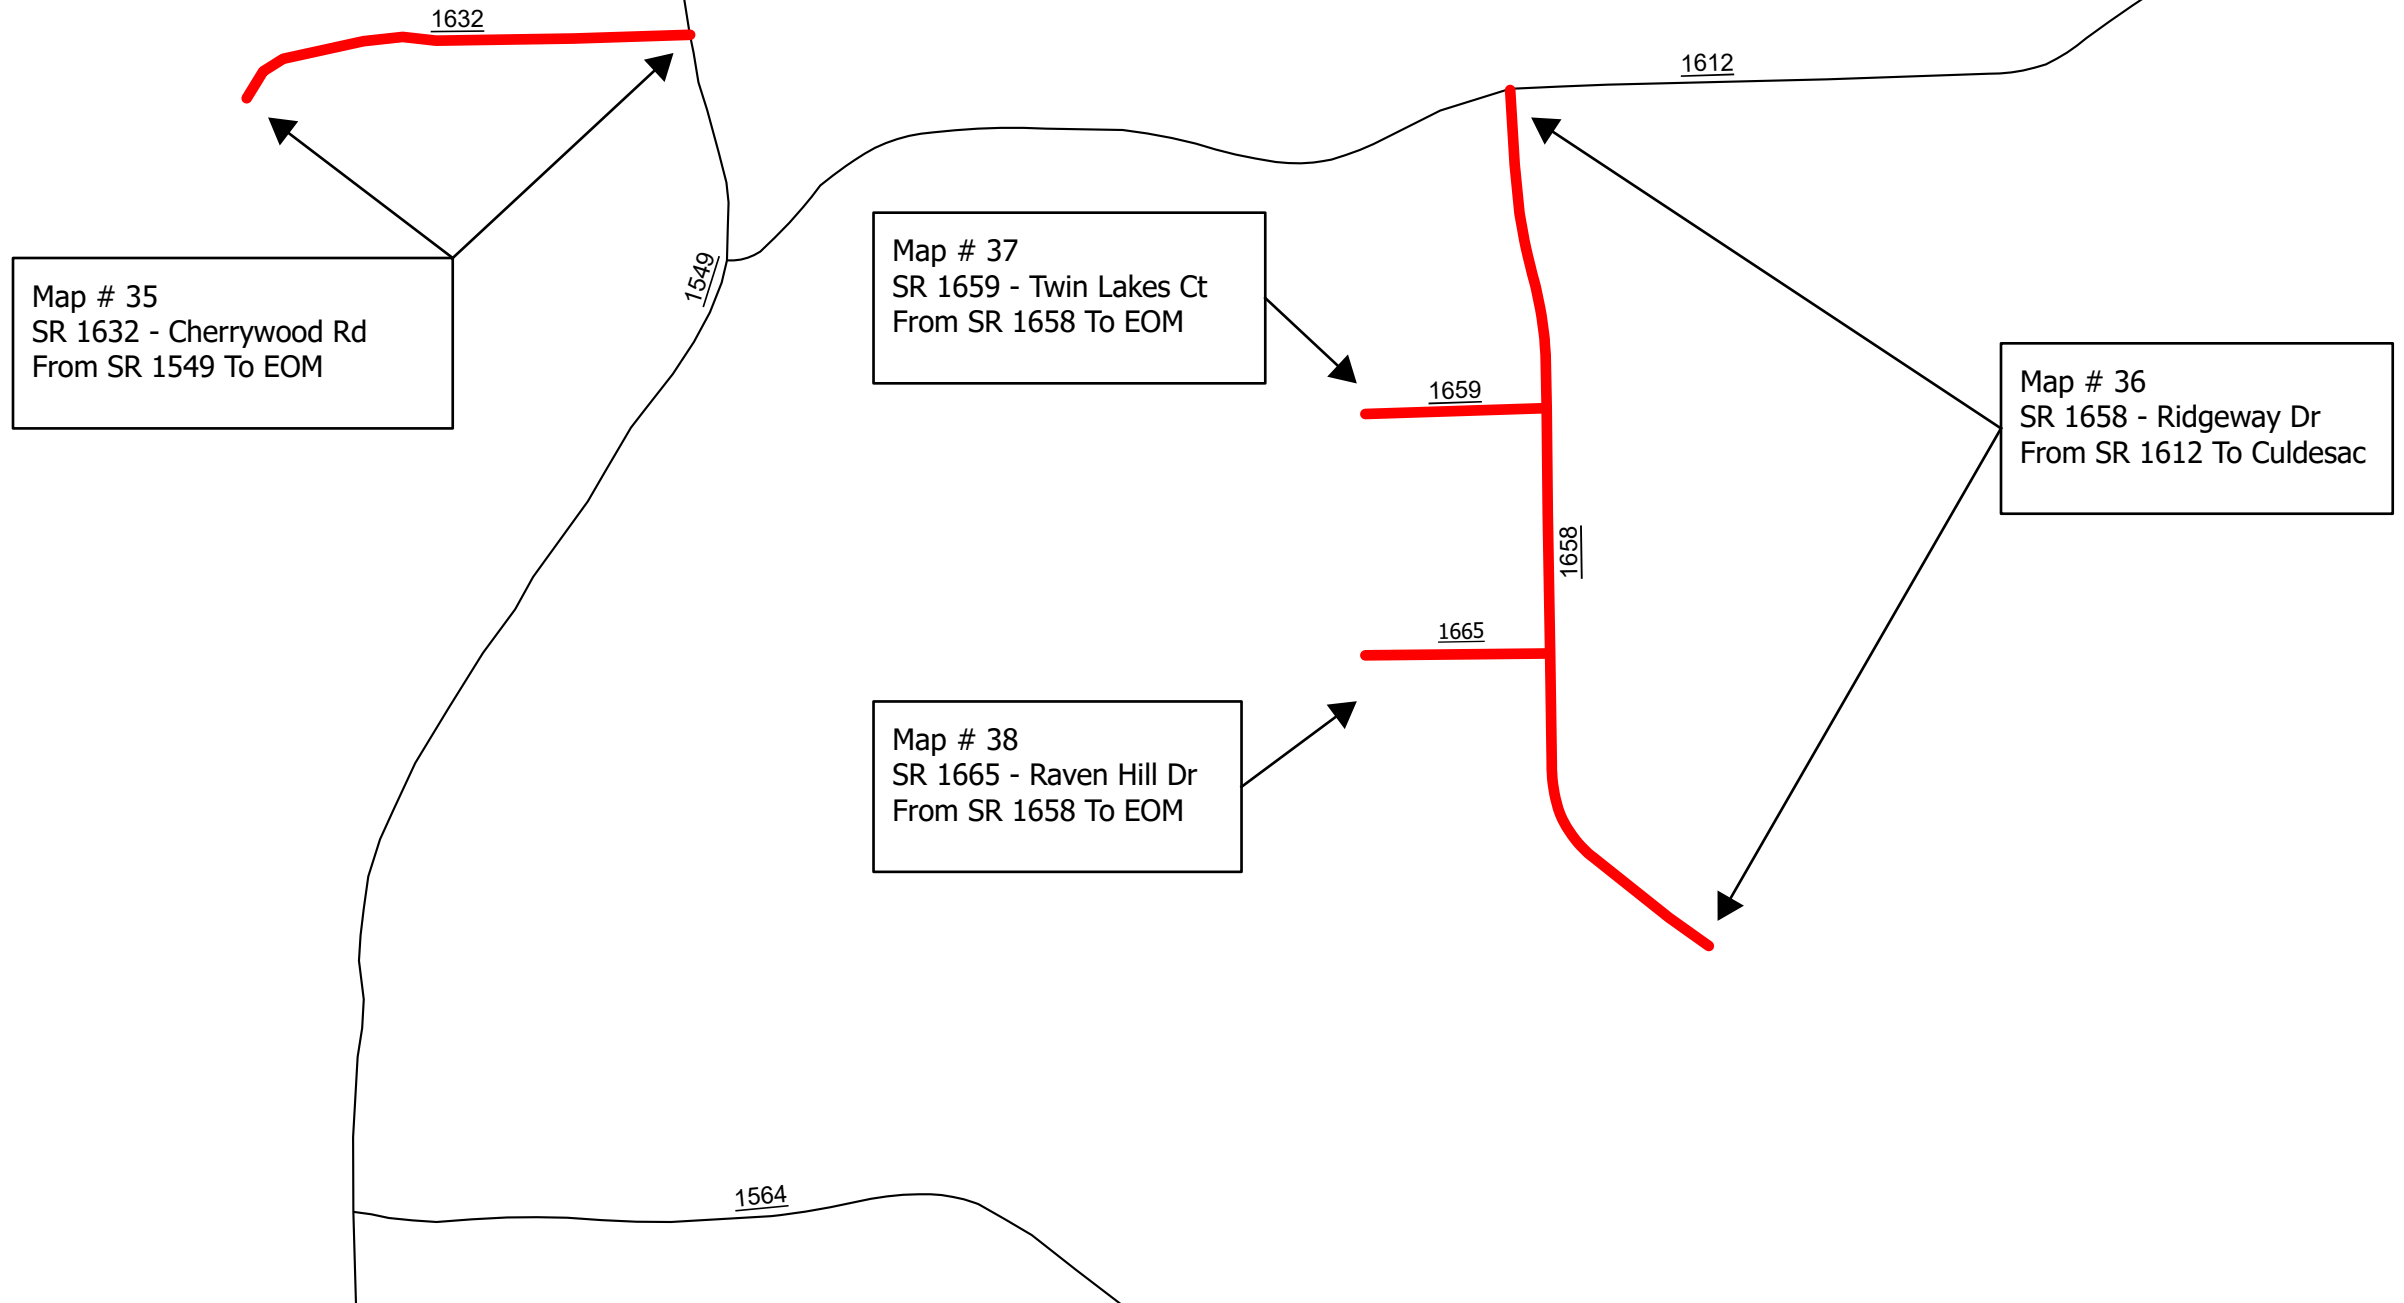 1632
1612
Map # 37
SR 1659 - Twin Lakes Ct
From SR 1658 To EOM
1549
Map # 35
SR 1632 - Cherrywood Rd
From SR 1549 To EOM
1659
Map # 36
SR 1658 - Ridgeway Dr
From SR 1612 To Culdesac
1658
1665
Map # 38
SR 1665 - Raven Hill Dr
From SR 1658 To EOM
1564